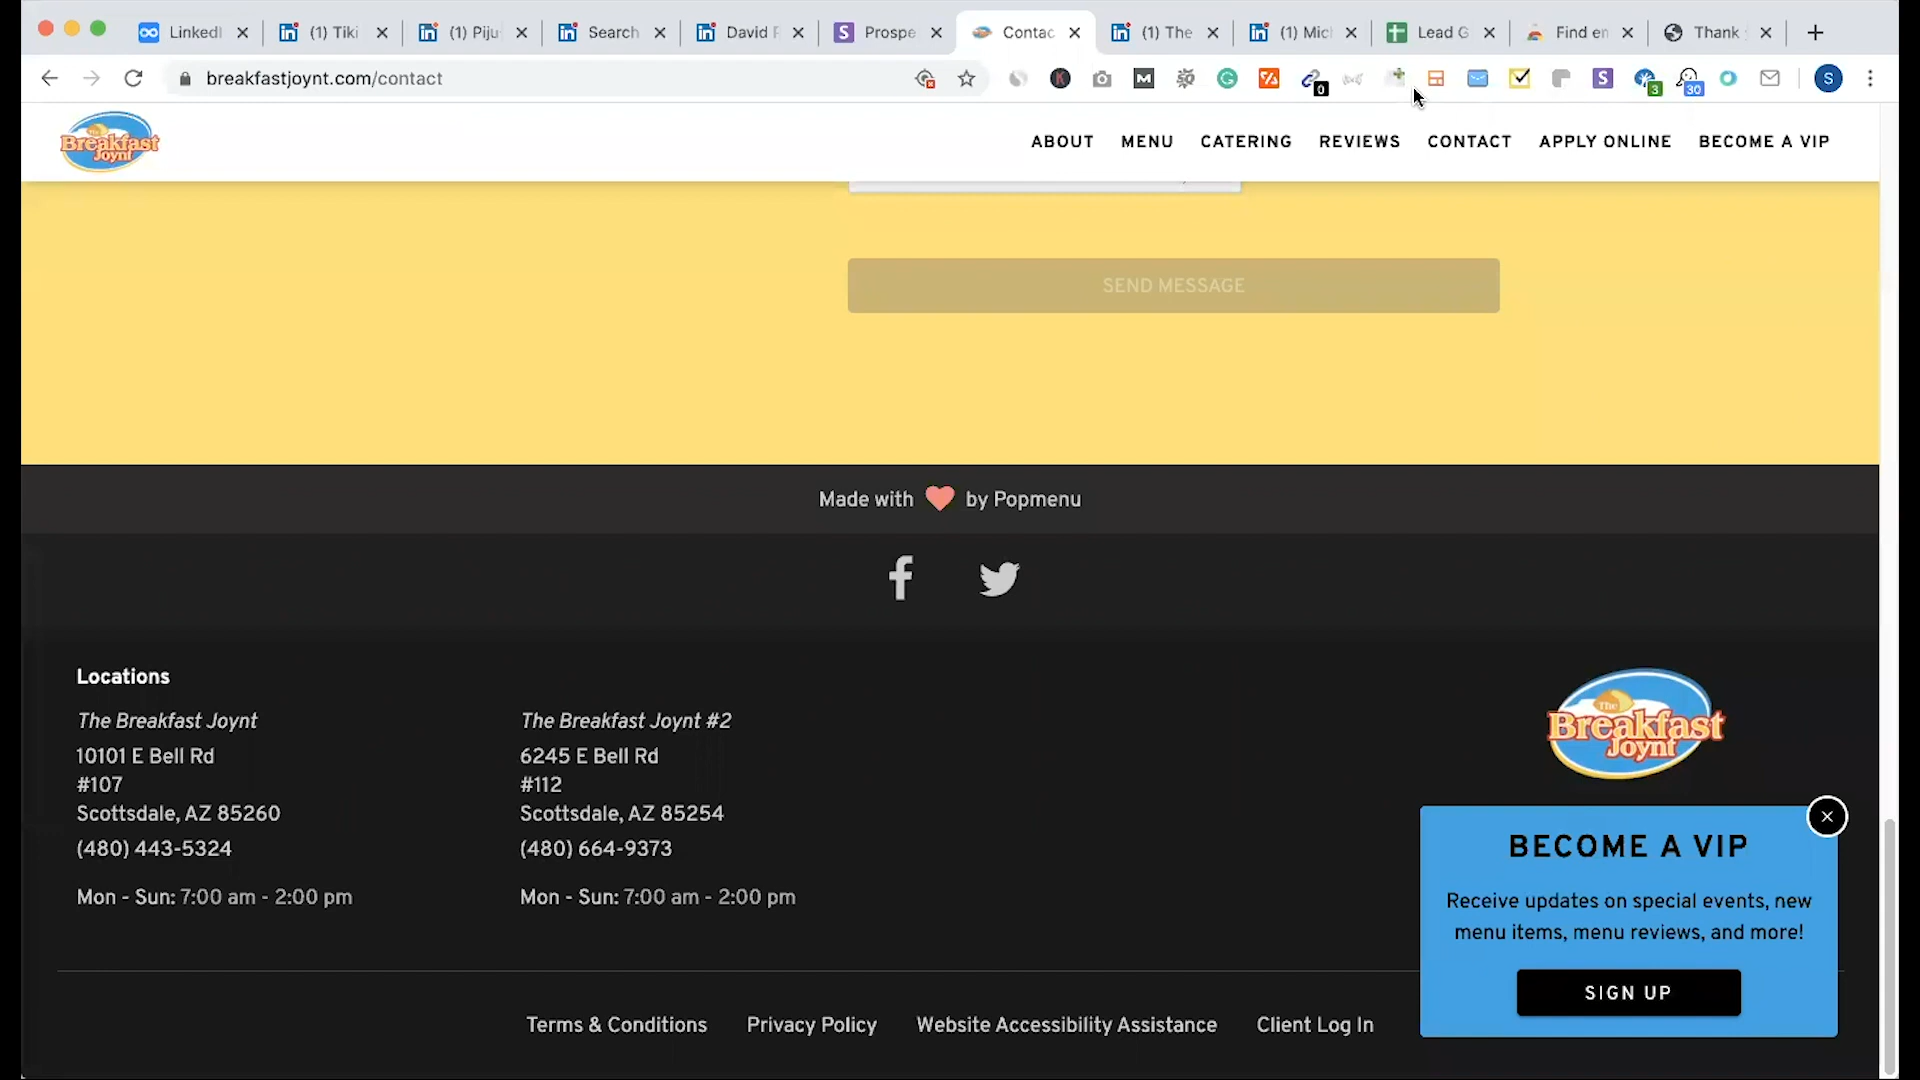 LinkedI
(1) Tiki
(1) Piju
Search
David F
Prospe
Contac
(1) The
(1) Mic
Lead G
Find en
Thank
breakfastjoynt.com/contact
0
3
30
S
The Breakfast Joynt
ABOUT
MENU
CATERING
REVIEWS
CONTACT
APPLY ONLINE
BECOME A VIP
SEND MESSAGE
Made with by Popmenu
Locations
The Breakfast Joynt
10101 E Bell Rd
#107
Scottsdale, AZ 85260
(480) 443-5324
Mon - Sun: 7:00 am - 2:00 pm
The Breakfast Joynt #2
6245 E Bell Rd
#112
Scottsdale, AZ 85254
(480) 664-9373
Mon - Sun: 7:00 am - 2:00 pm
The
Breakfast
Joynt
BECOME A VIP
Receive updates on special events, new
menu items, menu reviews, and more!
SIGN UP
Terms & Conditions
Privacy Policy
Website Accessibility Assistance
Client Log In